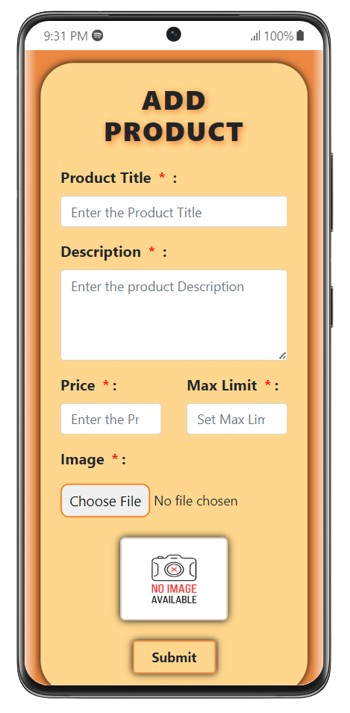 9:31 PM
100%
ADD
PRODUCT
Product Title * :
Enter the Product Title
Description * :
Enter the product Description
Price * : Max Limit * :
Enter the Pr Set Max Lim
Image * :
Choose File No file chosen
NO IMAGE
AVAILABLE
Submit